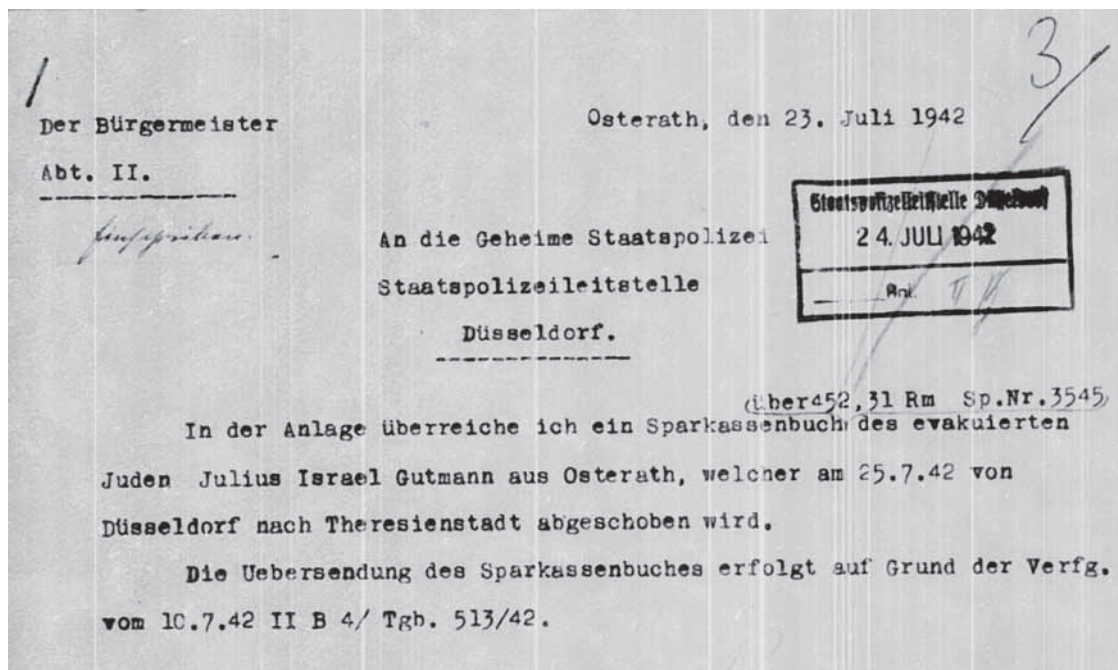 3
Der Bürgermeister
Osterath, den 23. Juli 1942
Abt. II.
Einschreiben.
Staatspolizeileitstelle Düsseldorf
24. JULI 1942
Anl.
An die Geheime Staatspolizei
Staatspolizeileitstelle
Düsseldorf.
(über452,31 Rm Sp.Nr.3545)
In der Anlage überreiche ich ein Sparkassenbuch des evakuierten
Juden Julius Israel Gutmann aus Osterath, welcher am 25.7.42 von
Düsseldorf nach Theresienstadt abgeschoben wird.
Die Uebersendung des Sparkassenbuches erfolgt auf Grund der Verfg.
vom 10.7.42 II B 4/ Tgb. 513/42.